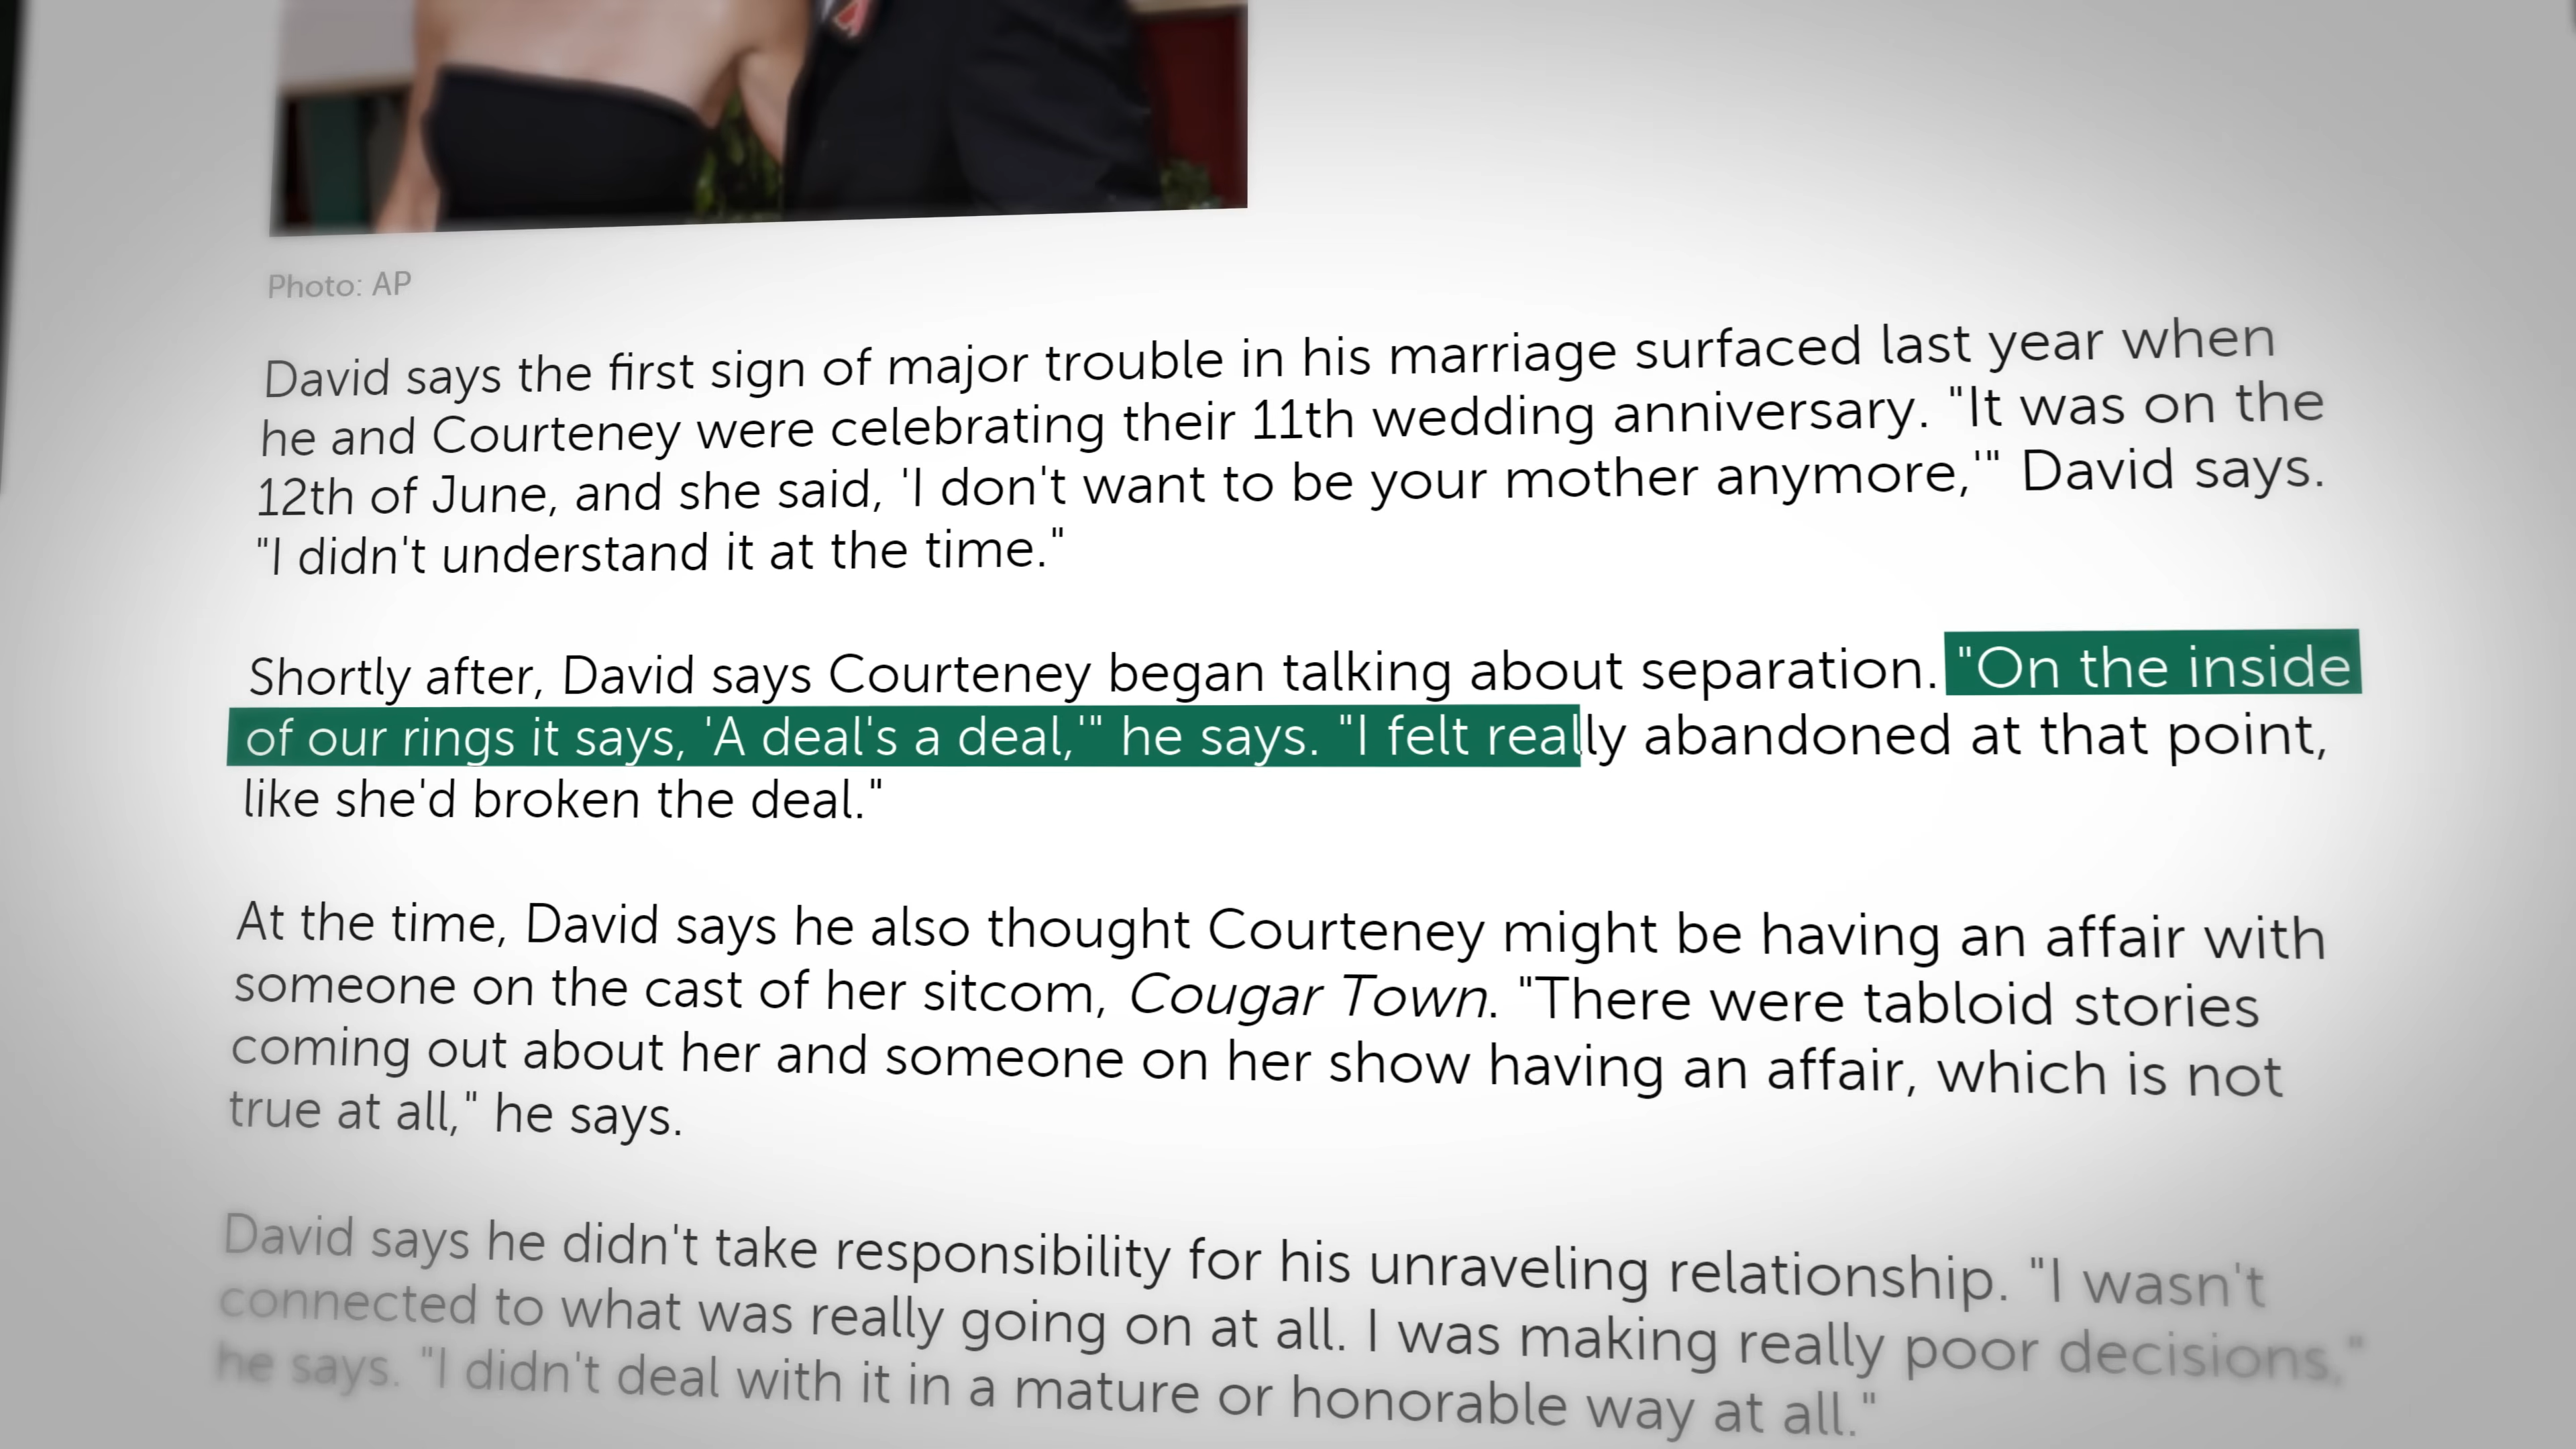 Photo: AP
David says the first sign of major trouble in his marriage surfaced last year when
he and Courteney were celebrating their 11th wedding anniversary. "It was on the
12th of June, and she said, 'I don't want to be your mother anymore,'" David says.
"I didn't understand it at the time."
Shortly after, David says Courteney began talking about separation. "On the inside
of our rings it says, 'A deal's a deal,'" he says. "I felt really abandoned at that point,
like she'd broken the deal."
At the time, David says he also thought Courteney might be having an affair with
someone on the cast of her sitcom, Cougar Town. "There were tabloid stories
coming out about her and someone on her show having an affair, which is not
true at all," he says.
David says he didn't take responsibility for his unraveling relationship. "I wasn't
connected to what was really going on at all. I was making really poor decisions,"
he says. "I didn't deal with it in a mature or honorable way at all."